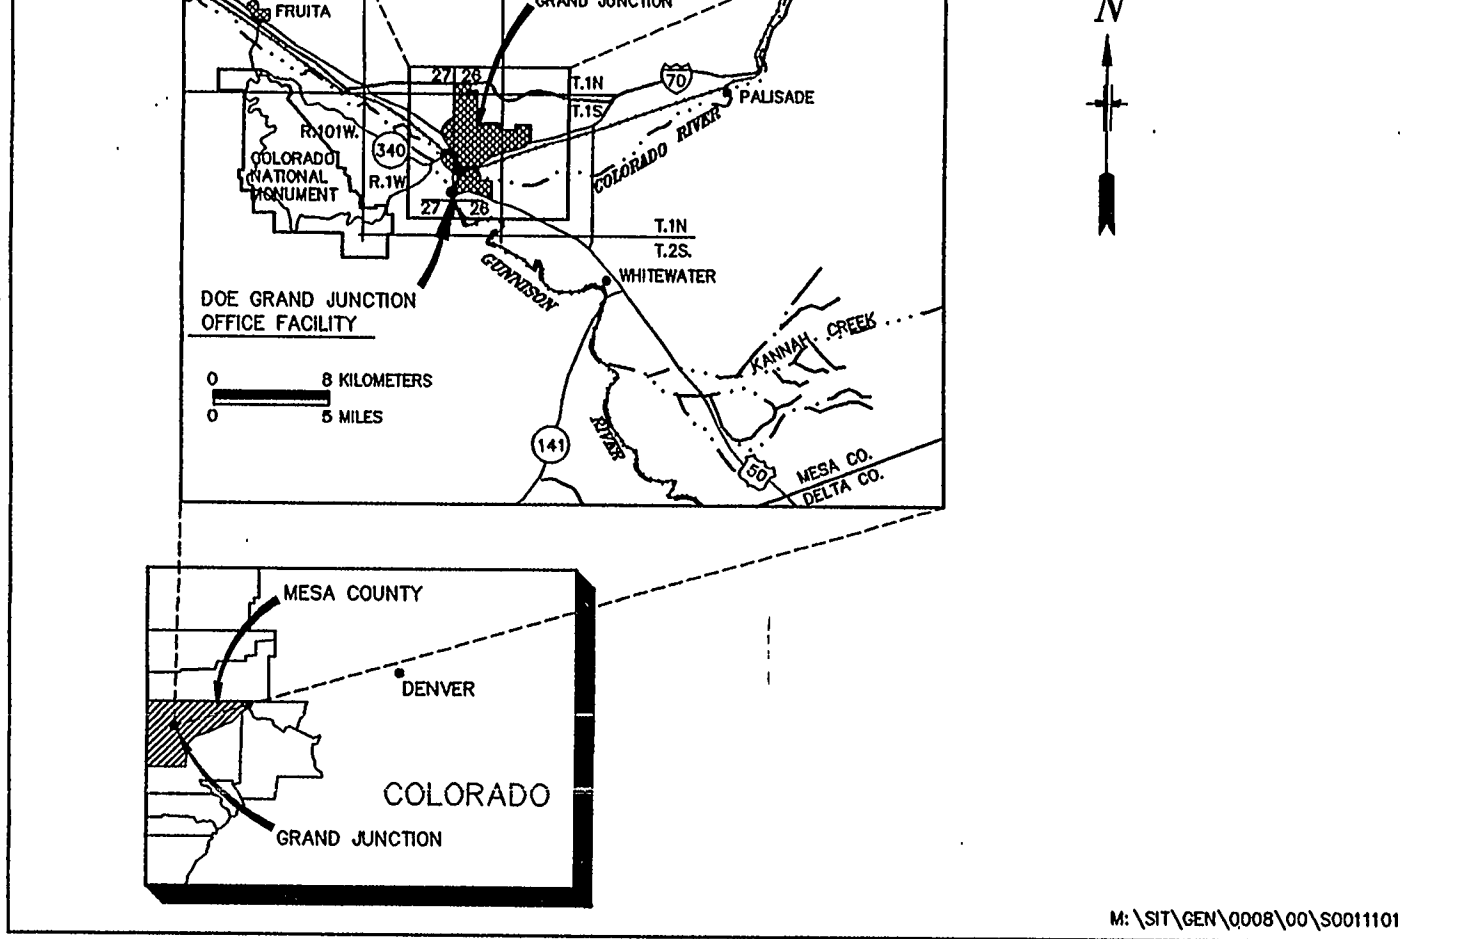 GRAND JUNCTION
N
FRUITA
27 26
T.1N
70
T.1S.
PALISADE
R.101W.
340
COLORADO RIVER
COLORADO
NATIONAL
MONUMENT
R.1W.
27 26
T.1N
T.2S.
GUNNISON
WHITEWATER
DOE GRAND JUNCTION
OFFICE FACILITY
KANNAH CREEK
0 8 KILOMETERS
0 5 MILES
141
RIVER
50
MESA CO.
DELTA CO.
MESA COUNTY
DENVER
COLORADO
GRAND JUNCTION
M:\SIT\GEN\0008\00\S0011101